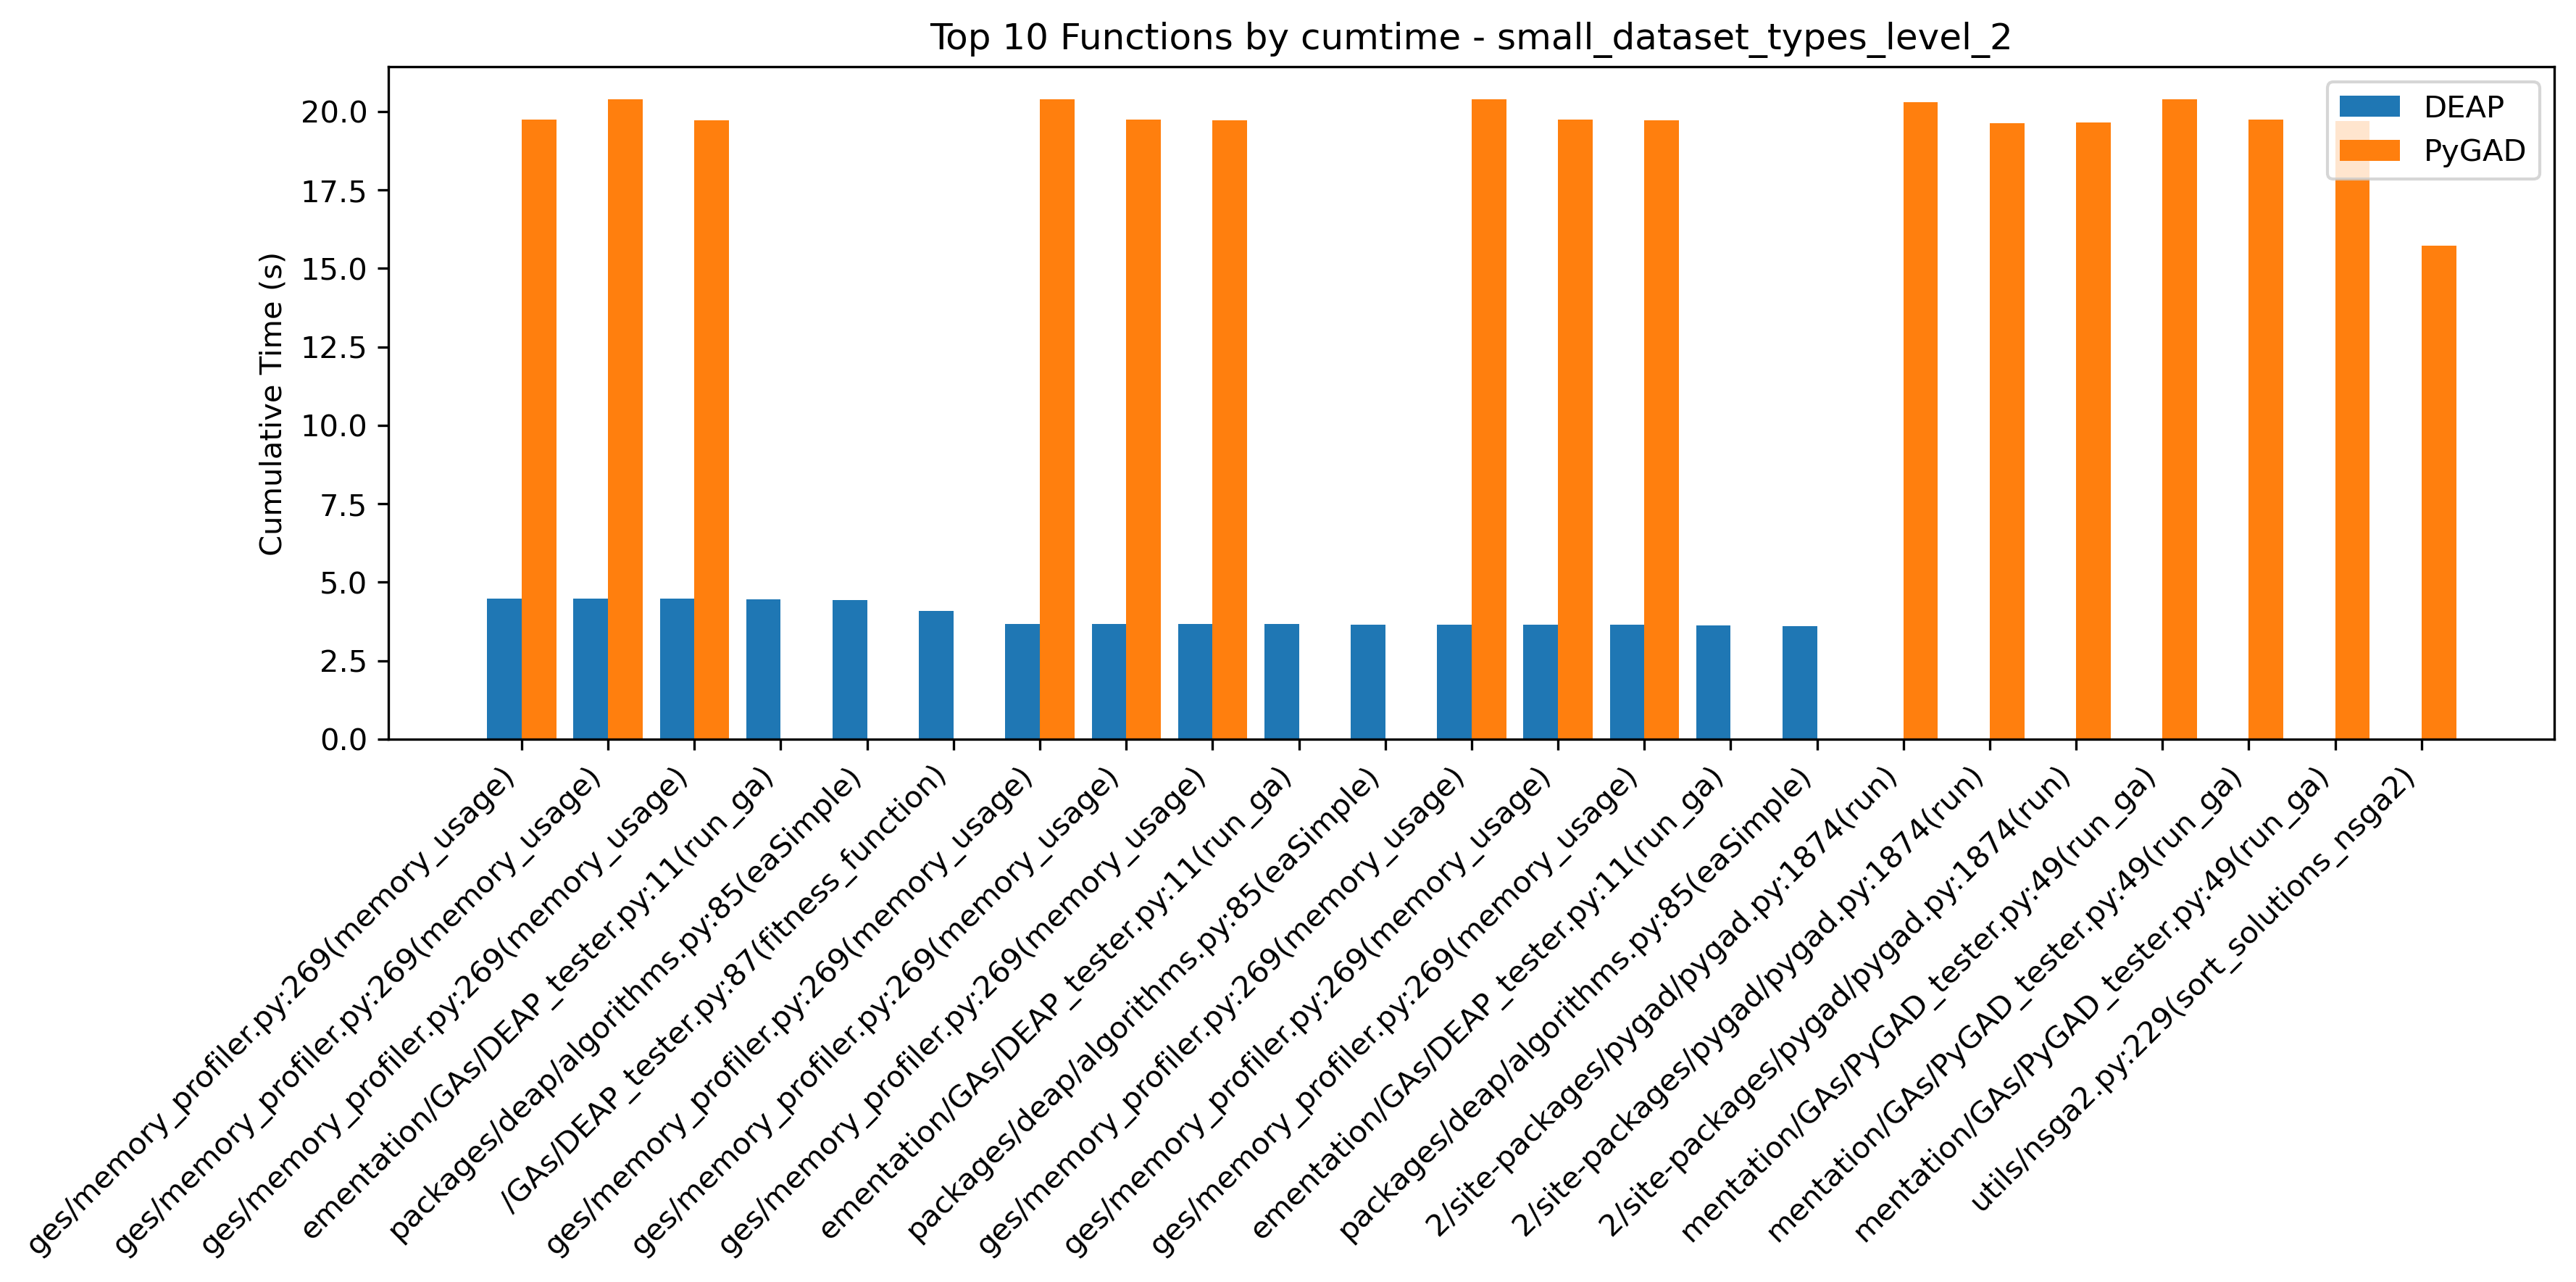 Top 10 Functions by cumtime - small_dataset_types_level_2
DEAP
PyGAD
Cumulative Time (s)
20.0
17.5
15.0
12.5
10.0
7.5
5.0
2.5
0.0
ges/memory_profiler.py:269(memory_usage)
ges/memory_profiler.py:269(memory_usage)
ges/memory_profiler.py:269(memory_usage)
ementation/GAs/DEAP_tester.py:11(run_ga)
packages/deap/algorithms.py:85(eaSimple)
/GAs/DEAP_tester.py:87(fitness_function)
ges/memory_profiler.py:269(memory_usage)
ges/memory_profiler.py:269(memory_usage)
ges/memory_profiler.py:269(memory_usage)
ementation/GAs/DEAP_tester.py:11(run_ga)
packages/deap/algorithms.py:85(eaSimple)
ges/memory_profiler.py:269(memory_usage)
ges/memory_profiler.py:269(memory_usage)
ges/memory_profiler.py:269(memory_usage)
ementation/GAs/DEAP_tester.py:11(run_ga)
packages/deap/algorithms.py:85(eaSimple)
2/site-packages/pygad/pygad.py:1874(run)
2/site-packages/pygad/pygad.py:1874(run)
2/site-packages/pygad/pygad.py:1874(run)
mentation/GAs/PyGAD_tester.py:49(run_ga)
mentation/GAs/PyGAD_tester.py:49(run_ga)
mentation/GAs/PyGAD_tester.py:49(run_ga)
utils/nsga2.py:229(sort_solutions_nsga2)